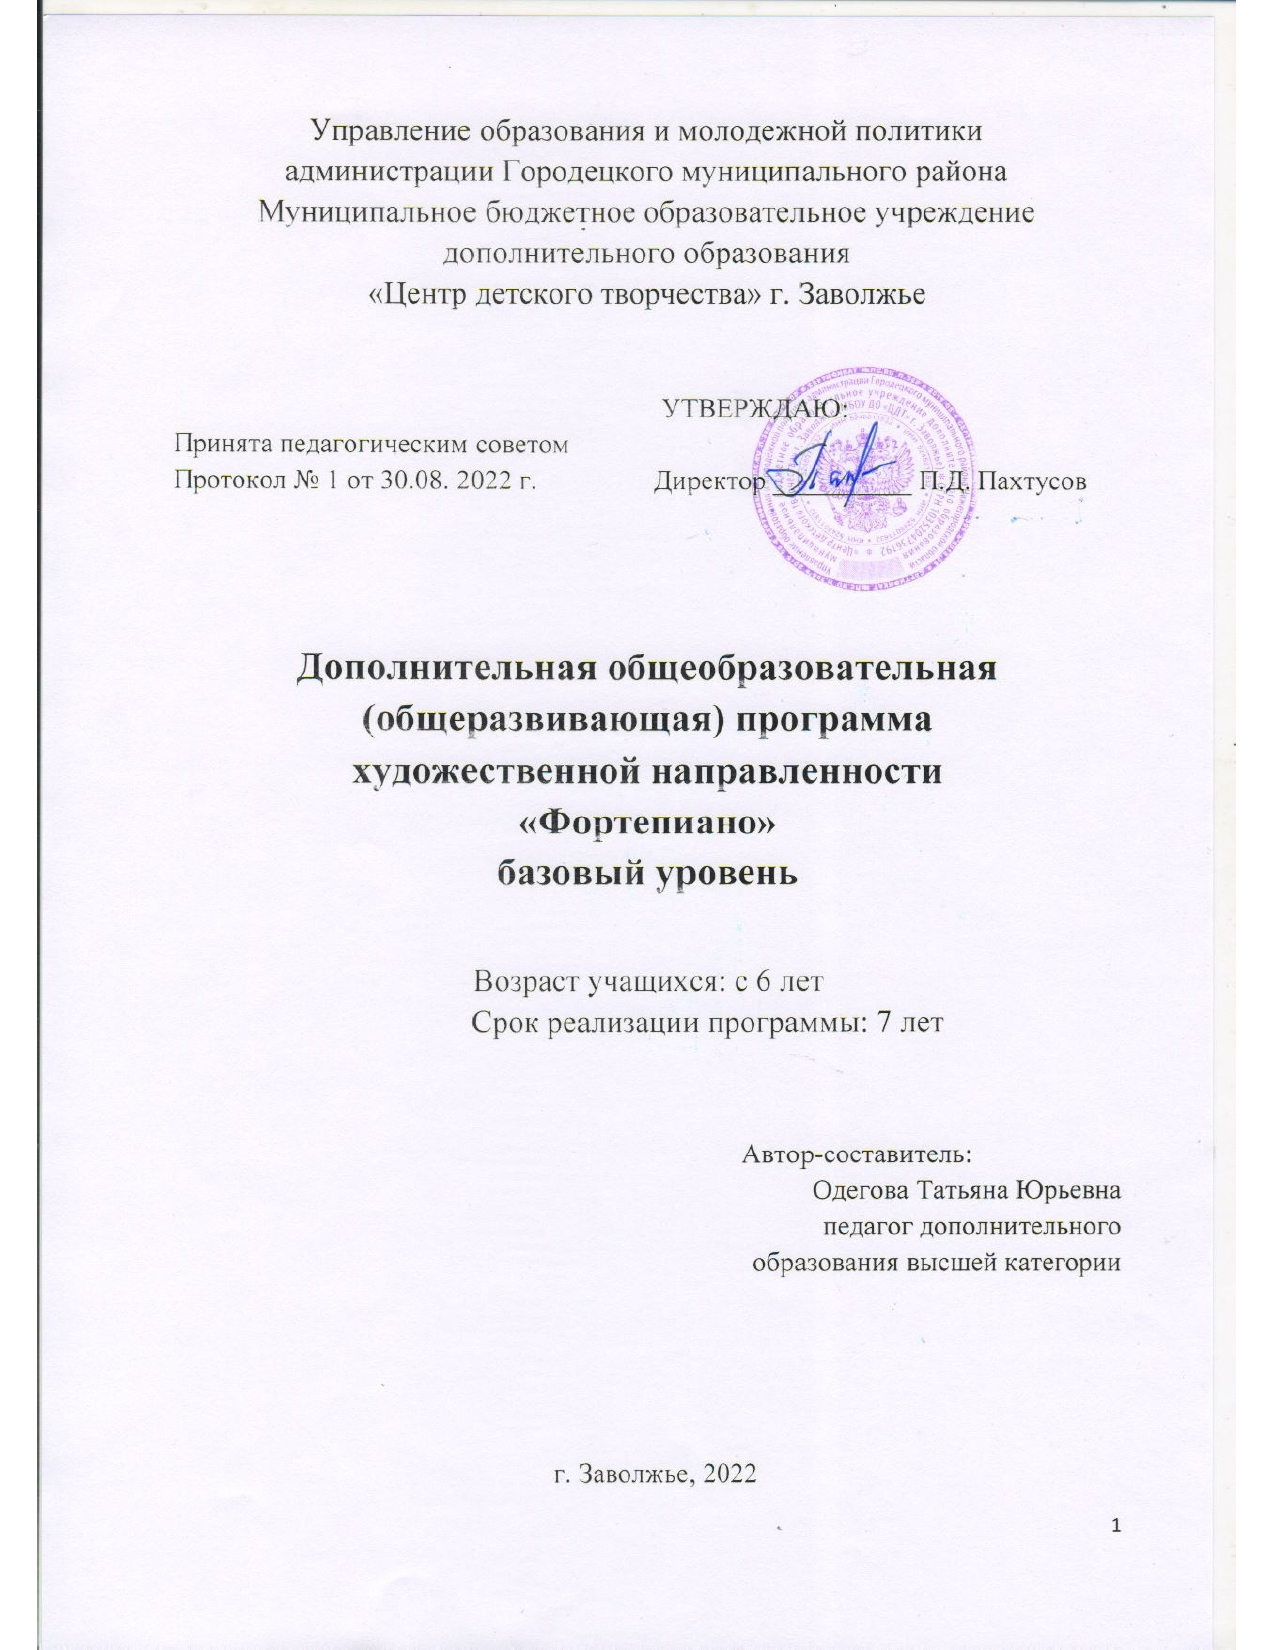 Управление образования и молодежной политики
администрации Городецкого муниципального района
Муниципальное бюджетное образовательное учреждение
дополнительного образования
«Центр детского творчества» г. Заволжье
УТВЕРЖДАЮ:
Принята педагогическим советом
Протокол № 1 от 30.08. 2022 г. Директор __________ П.Д. Пахтусов
Дополнительная общеобразовательная
(общеразвивающая) программа
художественной направленности
«Фортепиано»
базовый уровень
Возраст учащихся: с 6 лет
Срок реализации программы: 7 лет
Автор-составитель:
Одегова Татьяна Юрьевна
педагог дополнительного
образования высшей категории
г. Заволжье, 2022
1